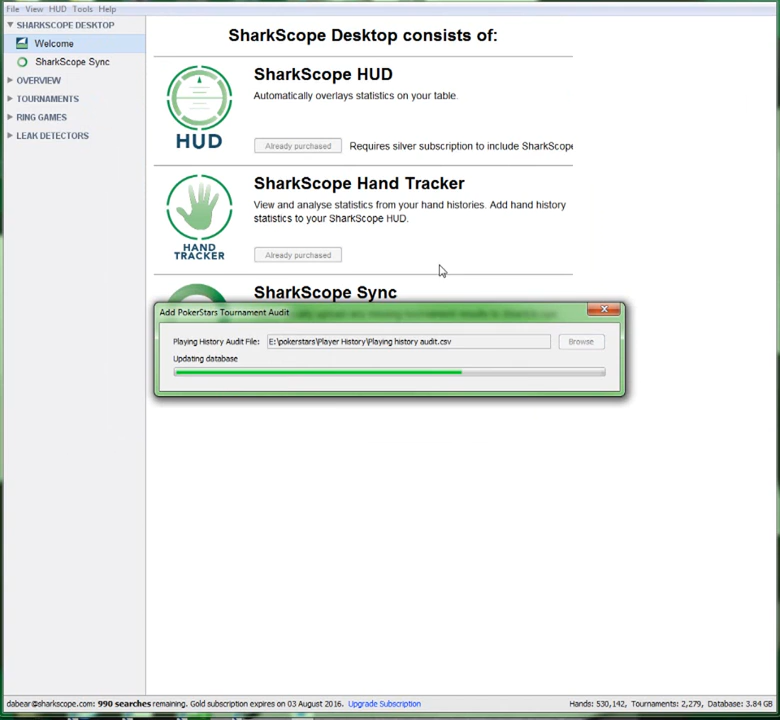 File View HUD Tools Help
SHARKSCOPE DESKTOP
Welcome
SharkScope Sync
OVERVIEW
TOURNAMENTS
RING GAMES
LEAK DETECTORS
SharkScope Desktop consists of:
SharkScope HUD
Automatically overlays statistics on your table.
HUD
Already purchased
Requires silver subscription to include SharkScope
SharkScope Hand Tracker
View and analyse statistics from your hand histories. Add hand history
statistics to your SharkScope HUD.
HAND
TRACKER
Already purchased
SharkScope Sync
Add PokerStars Tournament Audit
Playing History Audit File: E:\pokerstars\Player History\Playing history audit.csv Browse
Updating database
dabear@sharkscope.com: 990 searches remaining. Gold subscription expires on 03 August 2016. Upgrade Subscription
Hands: 530,142, Tournaments: 2,279, Database: 3.84 GB